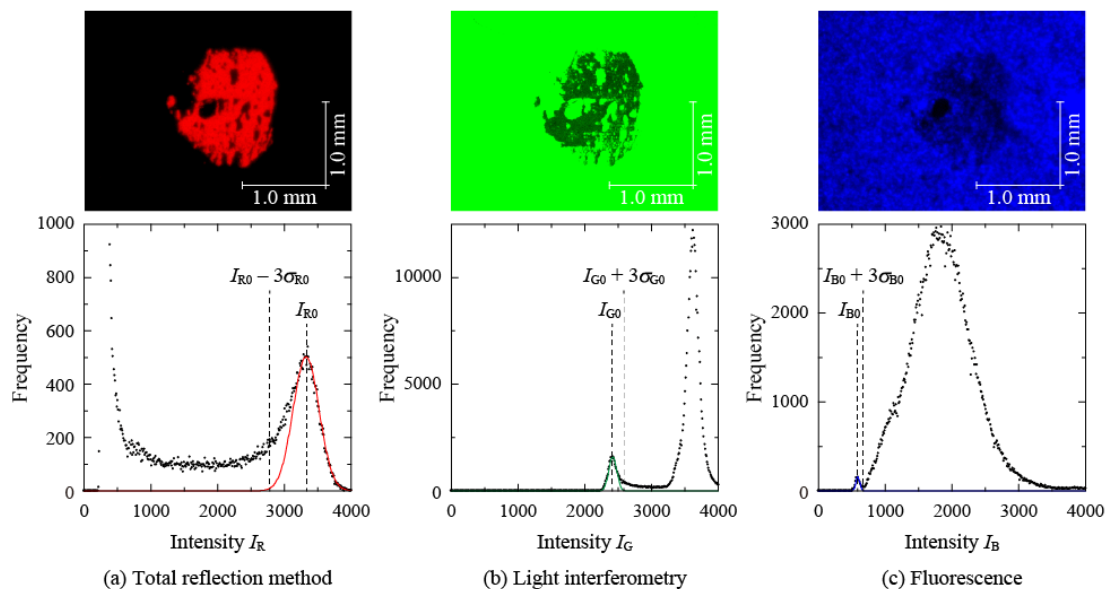 1.0 mm
1.0 mm
1.0 mm
1.0 mm
1.0 mm
1.0 mm
1000
800
600
400
200
0
Frequency
I_R0 − 3σ_R0
I_R0
0 1000 2000 3000 4000
Intensity I_R
(a) Total reflection method
10000
5000
0
Frequency
I_G0 + 3σ_G0
I_G0
0 1000 2000 3000 4000
Intensity I_G
(b) Light interferometry
3000
2000
1000
0
Frequency
I_B0 + 3σ_B0
I_B0
0 1000 2000 3000 4000
Intensity I_B
(c) Fluorescence